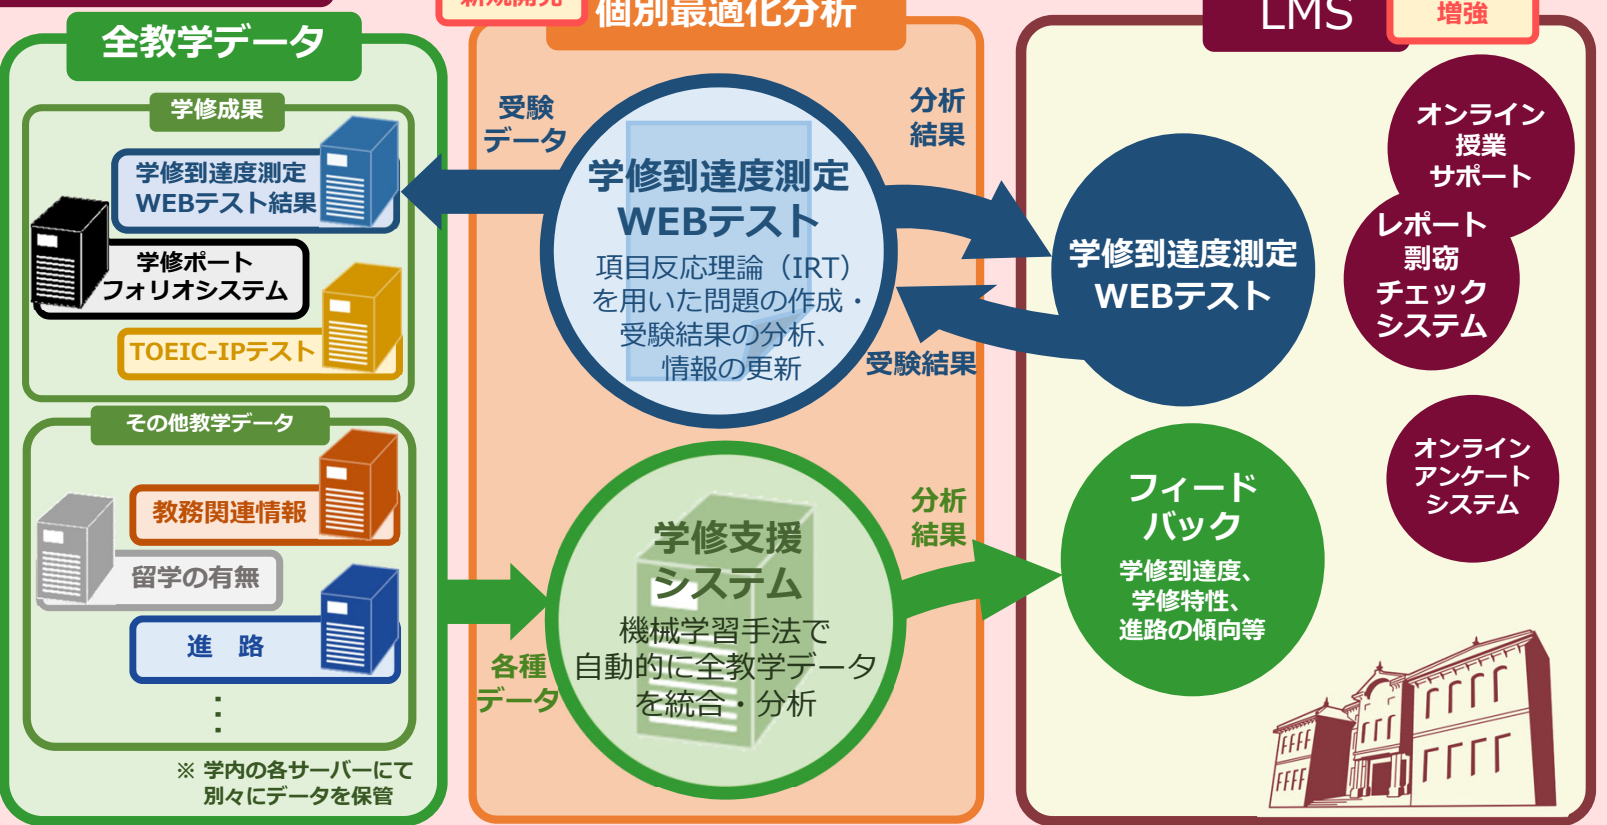 全教学データ
学修成果
学修到達度測定
WEBテスト結果
学修ポート
フォリオシステム
TOEIC-IPテスト
その他教学データ
教務関連情報
留学の有無
進　路
⋮
※ 学内の各サーバーにて
別々にデータを保管
新規開発
個別最適化分析
受験
データ
学修到達度測定
WEBテスト
項目反応理論（IRT）
を用いた問題の作成・
受験結果の分析、
情報の更新
分析
結果
受験結果
各種
データ
学修支援
システム
機械学習手法で
自動的に全教学データ
を統合・分析
分析
結果
LMS
増強
学修到達度測定
WEBテスト
フィード
バック
学修到達度、
学修特性、
進路の傾向等
オンライン
授業
サポート
レポート
剽窃
チェック
システム
オンライン
アンケート
システム